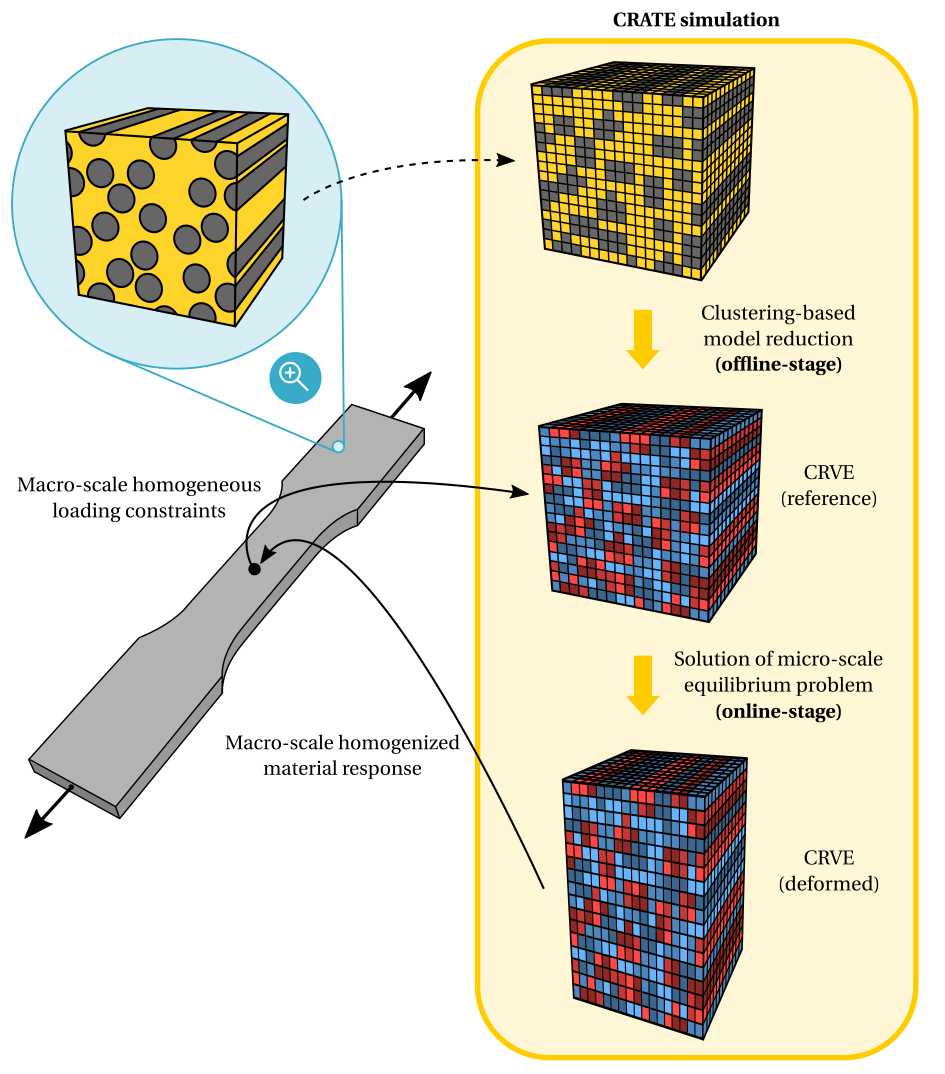 CRATE simulation
Clustering-based
model reduction
(offline-stage)
CRVE
(reference)
Macro-scale homogeneous
loading constraints
Solution of micro-scale
equilibrium problem
(online-stage)
Macro-scale homogenized
material response
CRVE
(deformed)